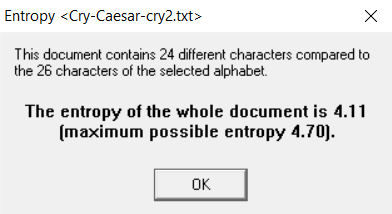 Entropy <Cry-Caesar-cry2.txt>
This document contains 24 different characters compared to
the 26 characters of the selected alphabet.
The entropy of the whole document is 4.11
(maximum possible entropy 4.70).
OK